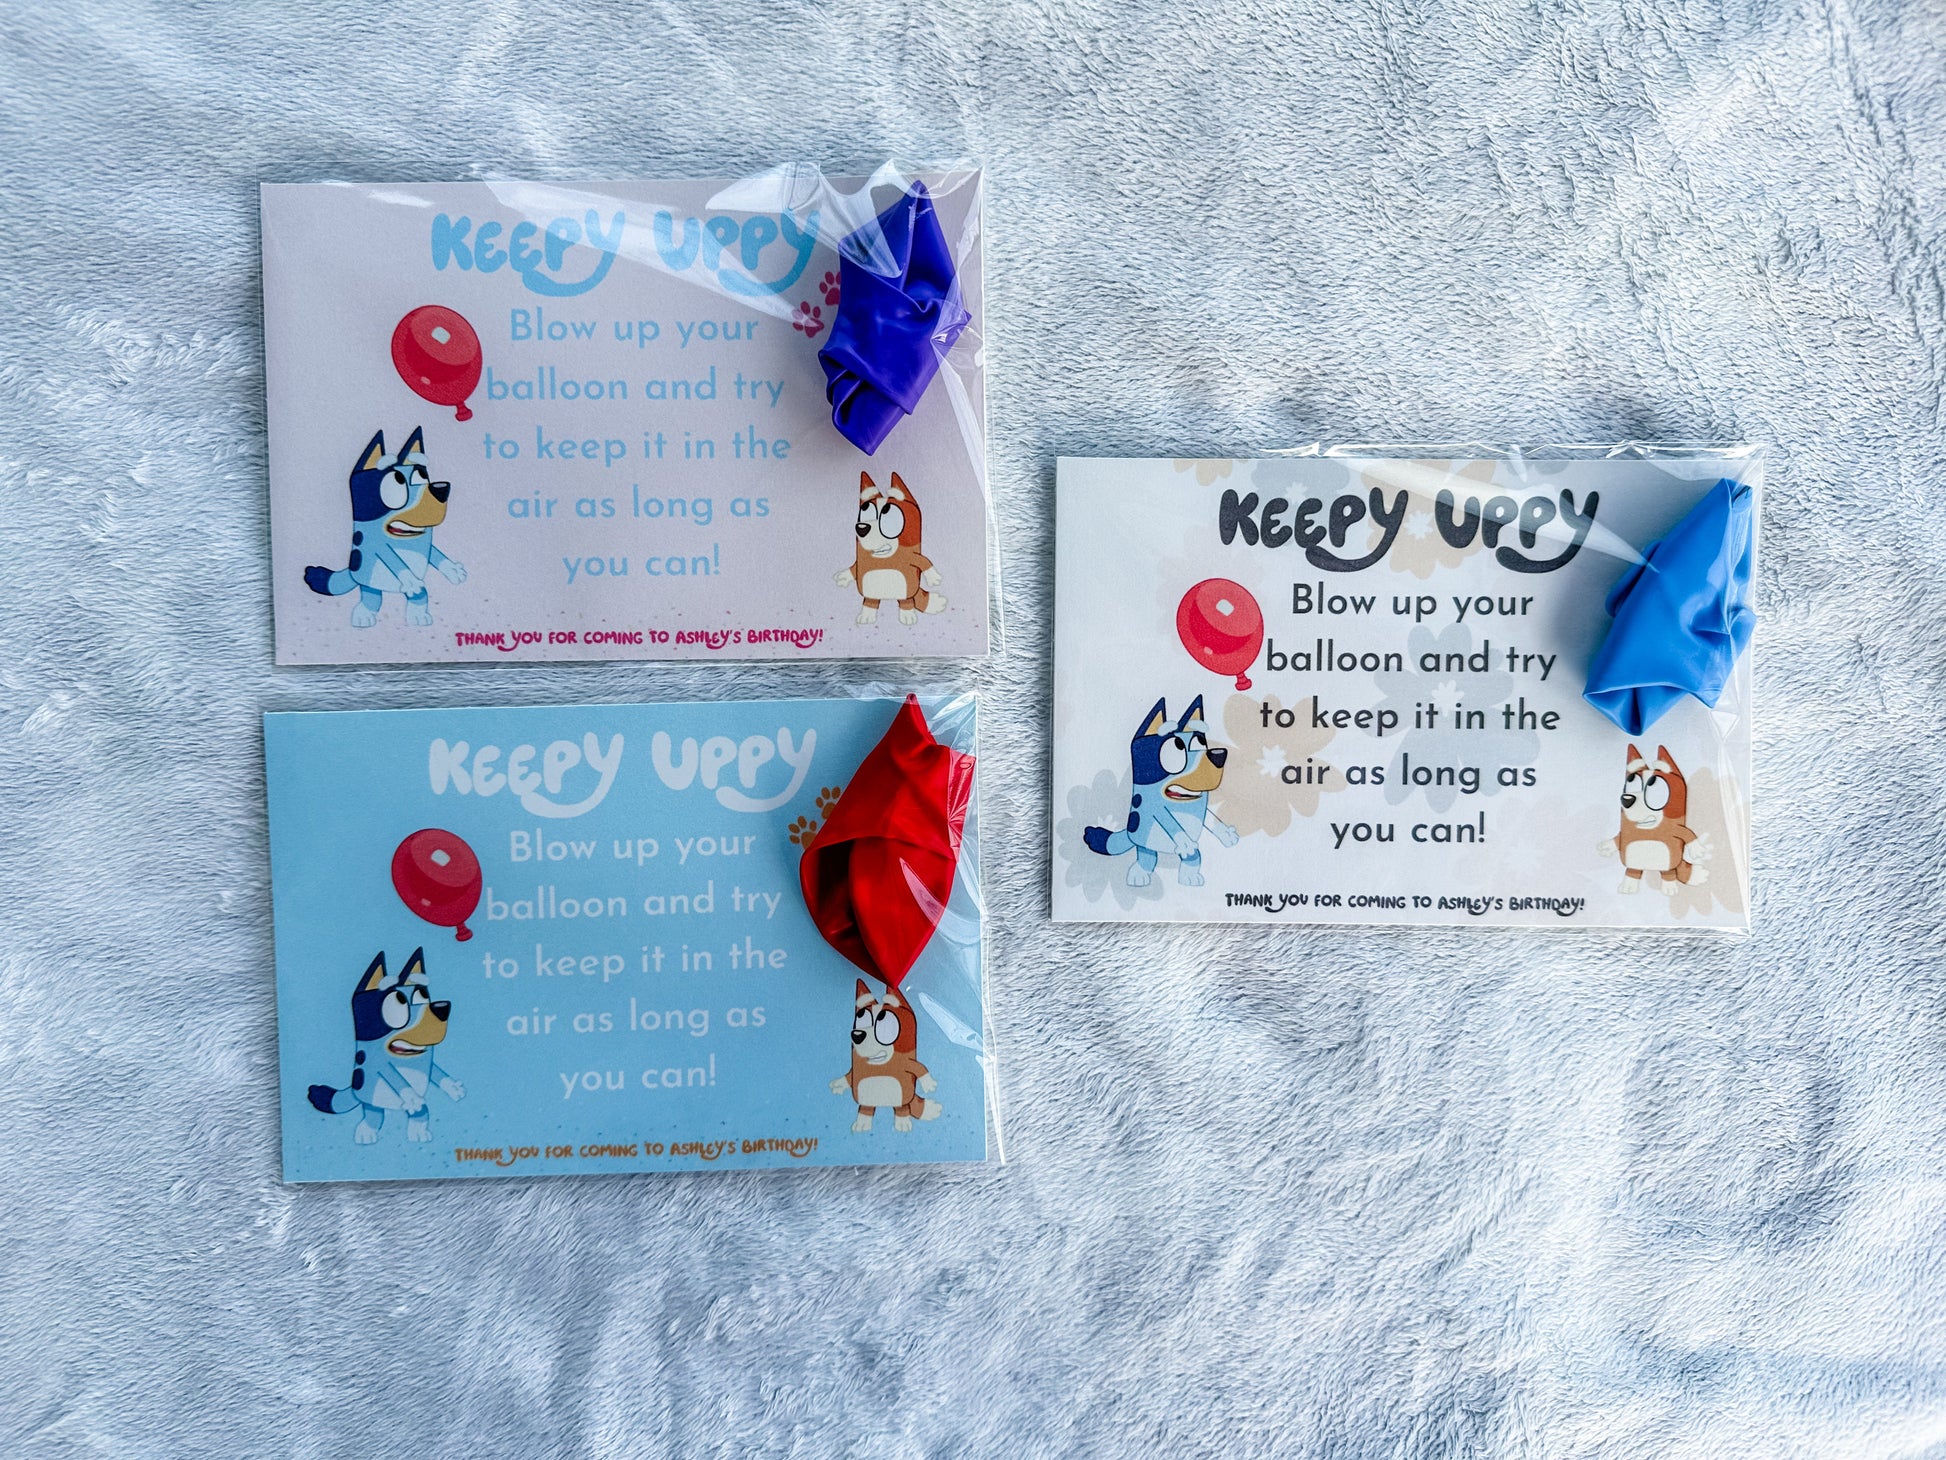 KEEPY UPPY
Blow up your
balloon and try
to keep it in the
air as long as
you can!
THANK YOU FOR COMING TO ASHLEY'S BIRTHDAY!
KEEPY UPPY
Blow up your
balloon and try
to keep it in the
air as long as
you can!
THANK YOU FOR COMING TO ASHLEY'S BIRTHDAY!
KEEPY UPPY
Blow up your
balloon and try
to keep it in the
air as long as
you can!
THANK YOU FOR COMING TO ASHLEY'S BIRTHDAY!